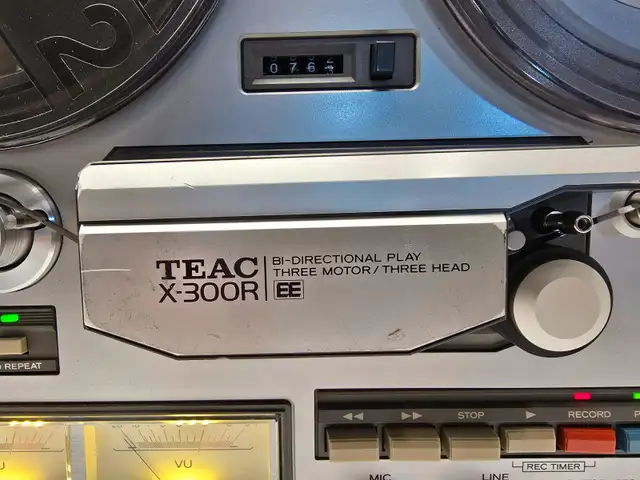 2
076
TEAC
X-300R
BI-DIRECTIONAL PLAY
THREE MOTOR/THREE HEAD
EE
REPEAT
VU
STOP
RECORD
MIC
LINE
REC TIMER